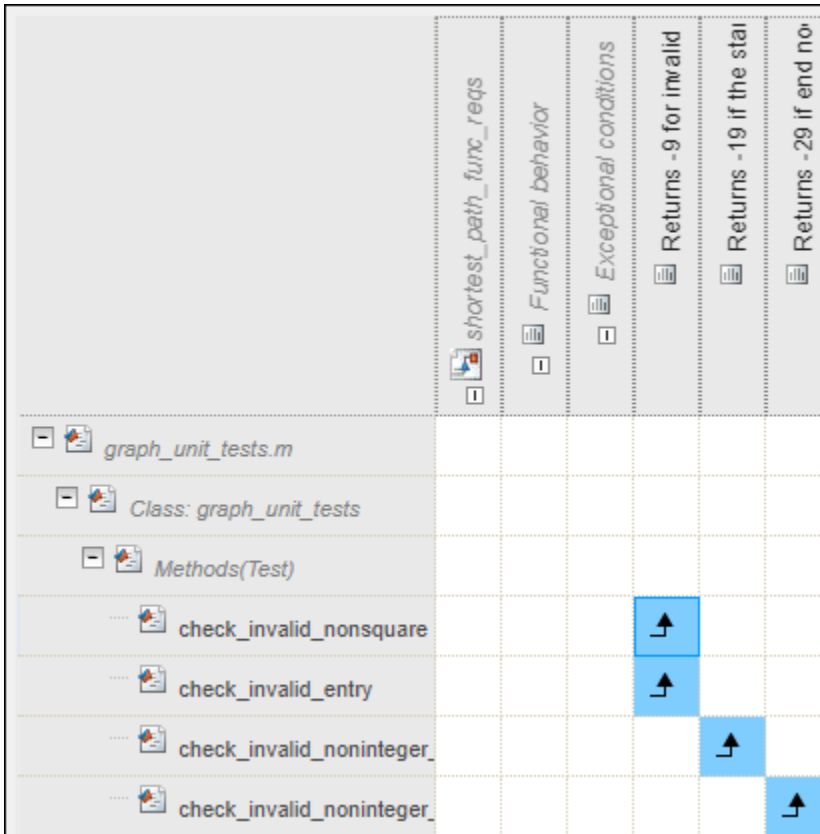 shortest_path_func_reqs
Functional behavior
Exceptional conditions
Returns -9 for invalid
Returns -19 if the star
Returns -29 if end no
graph_unit_tests.m
Class: graph_unit_tests
Methods(Test)
check_invalid_nonsquare
check_invalid_entry
check_invalid_noninteger_
check_invalid_noninteger_